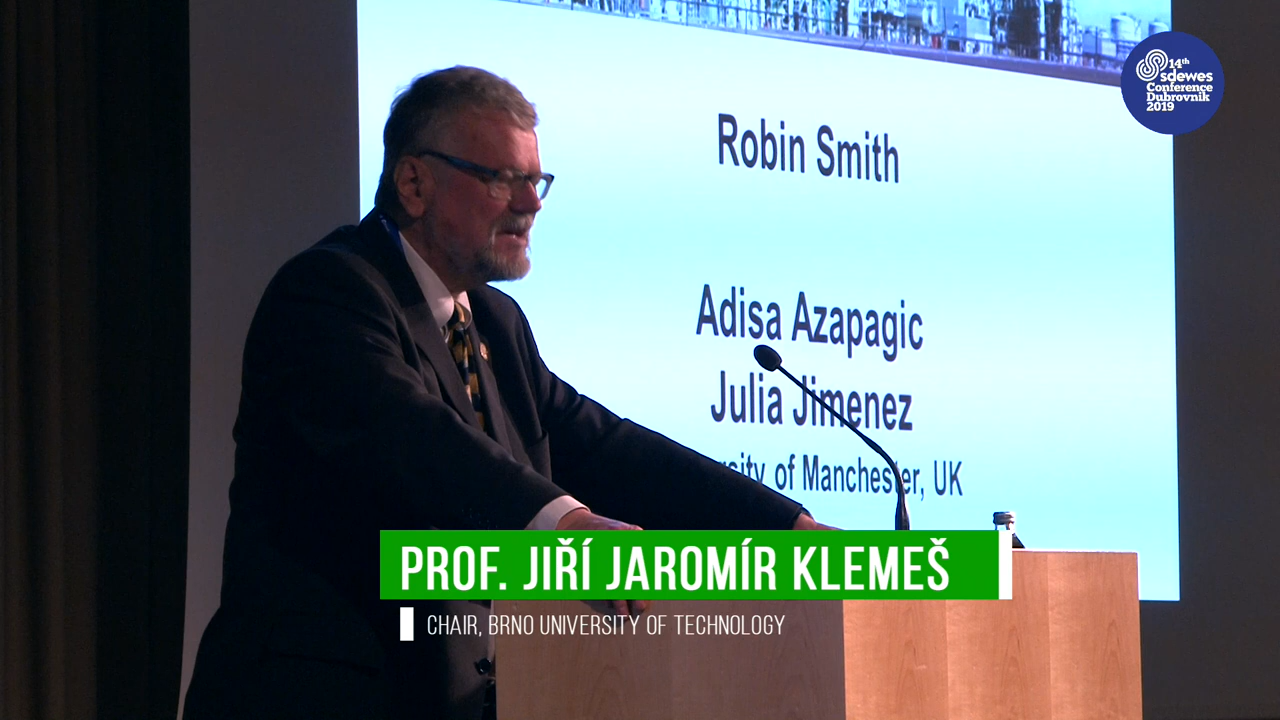 14th
sdewes
Conference
Dubrovnik
2019
Robin Smith
Adisa Azapagic
Julia Jimenez
of Manchester, UK
PROF. JIŘÍ JAROMÍR KLEMEŠ
CHAIR, BRNO UNIVERSITY OF TECHNOLOGY